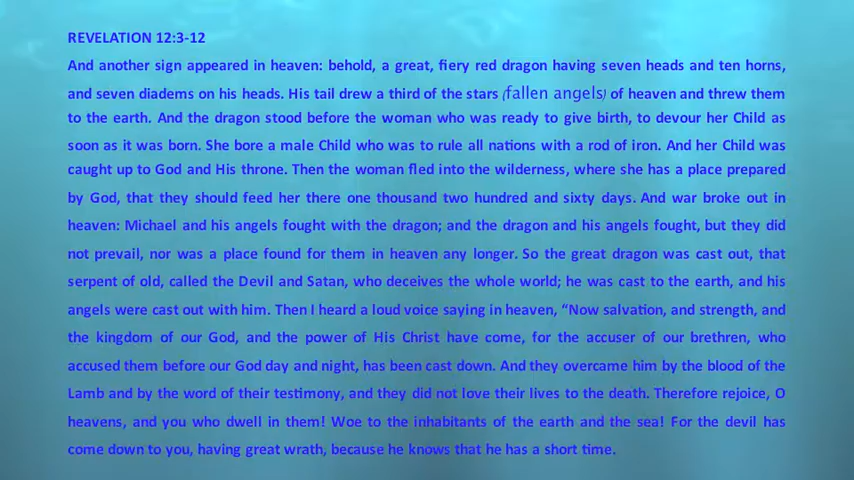 REVELATION 12:3-12
And another sign appeared in heaven: behold, a great, fiery red dragon having seven heads and ten horns,
and seven diadems on his heads. His tail drew a third of the stars (fallen angels) of heaven and threw them
to the earth. And the dragon stood before the woman who was ready to give birth, to devour her Child as
soon as it was born. She bore a male Child who was to rule all nations with a rod of iron. And her Child was
caught up to God and His throne. Then the woman fled into the wilderness, where she has a place prepared
by God, that they should feed her there one thousand two hundred and sixty days. And war broke out in
heaven: Michael and his angels fought with the dragon; and the dragon and his angels fought, but they did
not prevail, nor was a place found for them in heaven any longer. So the great dragon was cast out, that
serpent of old, called the Devil and Satan, who deceives the whole world; he was cast to the earth, and his
angels were cast out with him. Then I heard a loud voice saying in heaven, “Now salvation, and strength, and
the kingdom of our God, and the power of His Christ have come, for the accuser of our brethren, who
accused them before our God day and night, has been cast down. And they overcame him by the blood of the
Lamb and by the word of their testimony, and they did not love their lives to the death. Therefore rejoice, O
heavens, and you who dwell in them! Woe to the inhabitants of the earth and the sea! For the devil has
come down to you, having great wrath, because he knows that he has a short time.